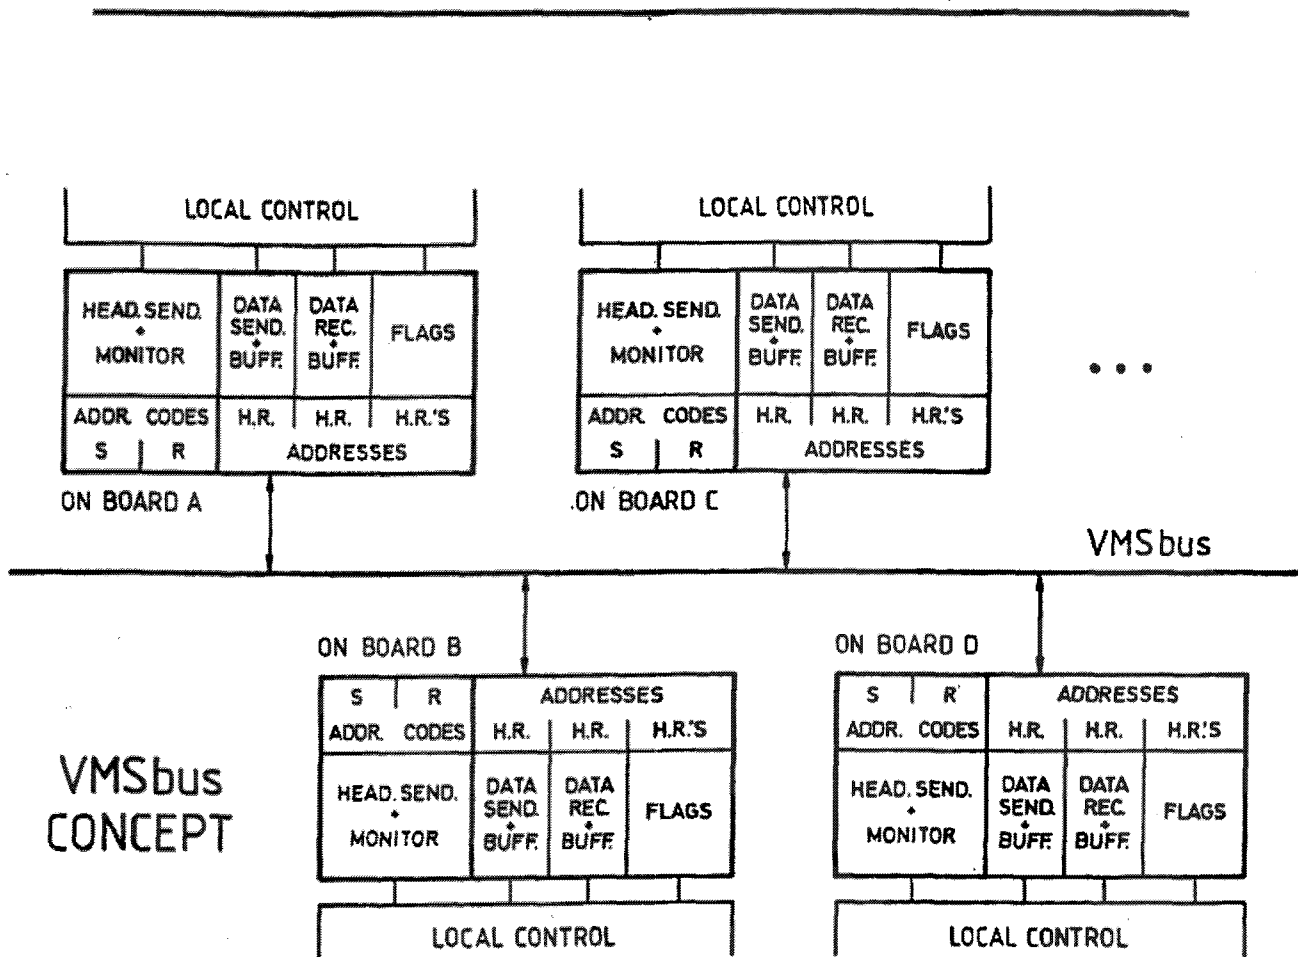 LOCAL CONTROL
HEAD. SEND.
+
MONITOR
DATA
SEND.
+
BUFF.
DATA
REC.
+
BUFF.
FLAGS
ADDR. CODES
H.R.
H.R.
H.R.'S
S
R
ADDRESSES
ON BOARD A
LOCAL CONTROL
HEAD. SEND.
+
MONITOR
DATA
SEND.
+
BUFF.
DATA
REC.
+
BUFF.
FLAGS
ADDR. CODES
H.R.
H.R.
H.R.'S
S
R
ADDRESSES
ON BOARD C
• • •
VMSbus
ON BOARD B
S
R
ADDRESSES
ADDR. CODES
H.R.
H.R.
H.R.'S
HEAD. SEND.
+
MONITOR
DATA
SEND.
+
BUFF.
DATA
REC.
+
BUFF.
FLAGS
LOCAL CONTROL
ON BOARD D
S
R
ADDRESSES
ADDR. CODES
H.R.
H.R.
H.R.'S
HEAD. SEND.
+
MONITOR
DATA
SEND.
+
BUFF.
DATA
REC.
+
BUFF.
FLAGS
LOCAL CONTROL
VMSbus
CONCEPT